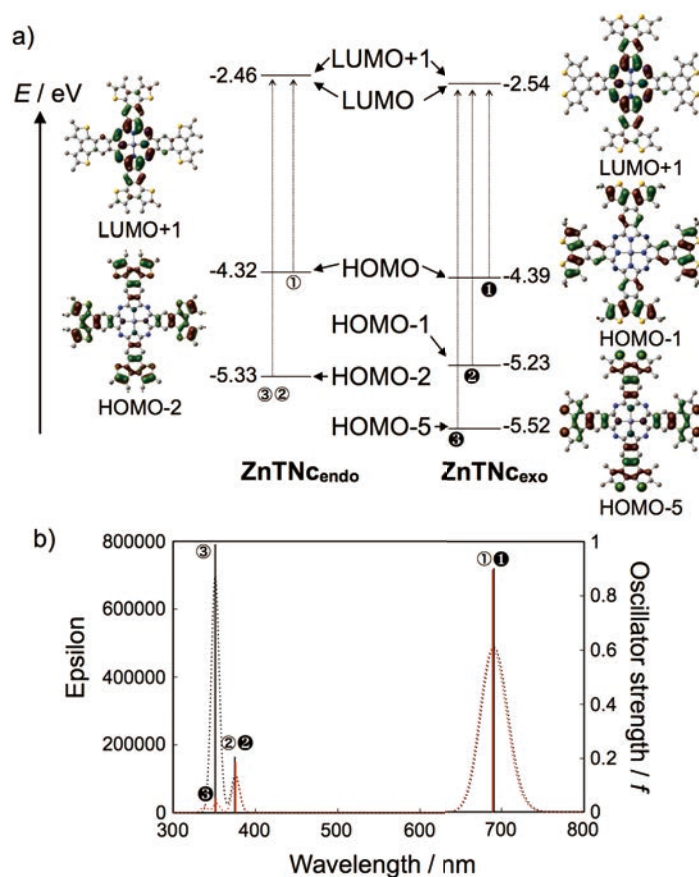 a)
E / eV
LUMO+1
LUMO
-2.46
-2.54
LUMO+1
LUMO+1
HOMO
-4.32
①
-4.39
❶
HOMO-1
HOMO-1
HOMO-2
HOMO-2
-5.33
③②
-5.23
❷
HOMO-5
-5.52
❸
HOMO-5
ZnTNcendo
ZnTNcexo
b)
800000
600000
400000
200000
0
Epsilon
③
②❷
❸
①❶
1
0.8
0.6
0.4
0.2
0
Oscillator strength / f
300
400
500
600
700
800
Wavelength / nm